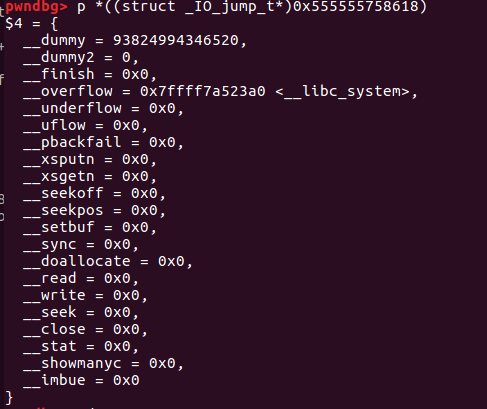 pwndbg> p *((struct _IO_jump_t*)0x555555758618)
$4 = {
__dummy = 93824994346520,
__dummy2 = 0,
__finish = 0x0,
__overflow = 0x7ffff7a523a0 <__libc_system>,
__underflow = 0x0,
__uflow = 0x0,
__pbackfail = 0x0,
__xsputn = 0x0,
__xsgetn = 0x0,
__seekoff = 0x0,
__seekpos = 0x0,
__setbuf = 0x0,
__sync = 0x0,
__doallocate = 0x0,
__read = 0x0,
__write = 0x0,
__seek = 0x0,
__close = 0x0,
__stat = 0x0,
__showmanyc = 0x0,
__imbue = 0x0
}